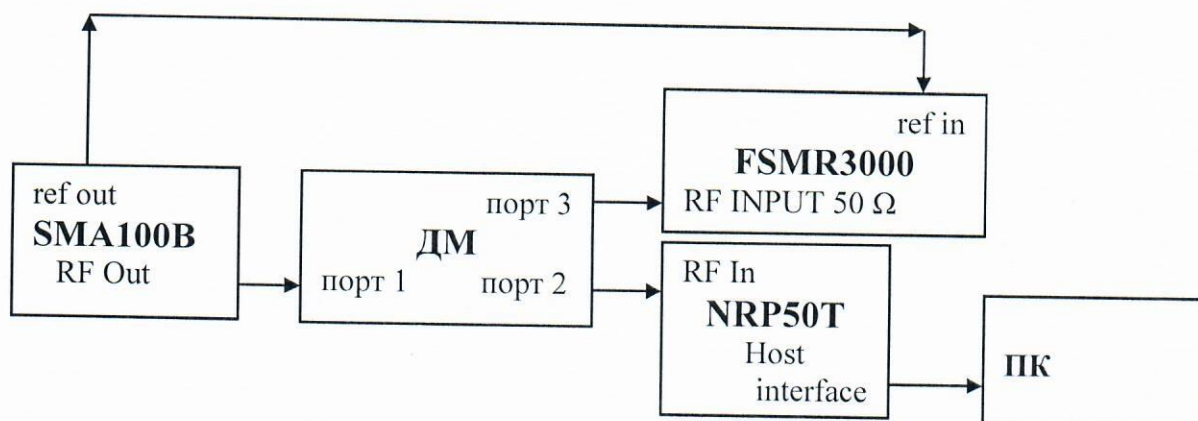 ref in
FSMR3000
RF INPUT 50 Ω
ref out
SMA100B
RF Out
порт 3
ДМ
порт 1 порт 2
RF In
NRP50T
Host
interface
ПК